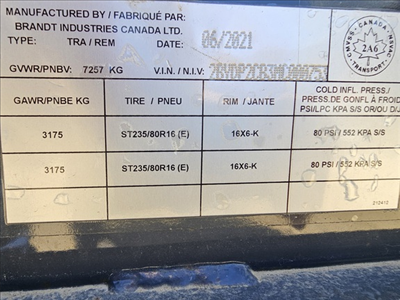 MANUFACTURED BY / FABRIQUÉ PAR:
BRANDT INDUSTRIES CANADA LTD.
TYPE: TRA / REM
DATE:
06/2021
GVWR/PNBV: 7257 KG
V.I.N. / N.I.V.
GAWR/PNBE KG
TIRE / PNEU
RIM / JANTE
COLD INFL. PRESS./
PRESS.DE GONFL À FROID
PSI/LPC KPA S/S OR/OU D/J
3175
ST235/80R16 (E)
16X6-K
80 PSI / 552 KPA S/S
3175
ST235/80R16 (E)
16X6-K
80 PSI / 552 KPA S/S
CANADA
2A6
TRANSPORT
210410